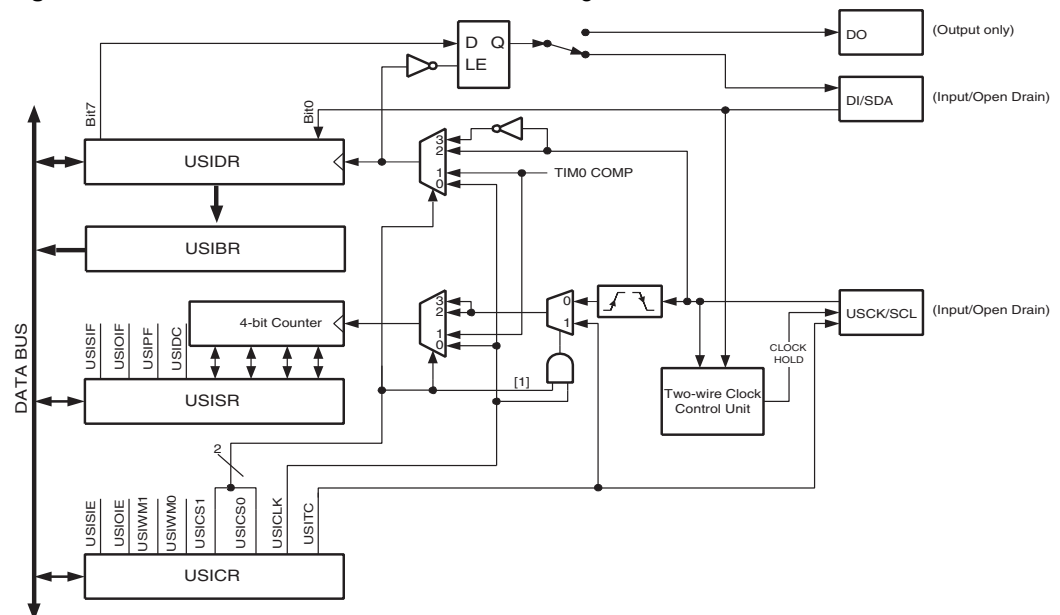 D Q
LE
DO
(Output only)
DI/SDA
(Input/Open Drain)
Bit7
Bit0
USIDR
3
2
1
0
TIM0 COMP
USIBR
4-bit Counter
3
2
1
0
0
1
[1]
USCK/SCL
(Input/Open Drain)
CLOCK
HOLD
Two-wire Clock
Control Unit
DATA BUS
USISIF
USIOIF
USIPF
USIDC
USISR
2
USISIE
USIOIE
USIWM1
USIWM0
USICS1
USICS0
USICLK
USITC
USICR